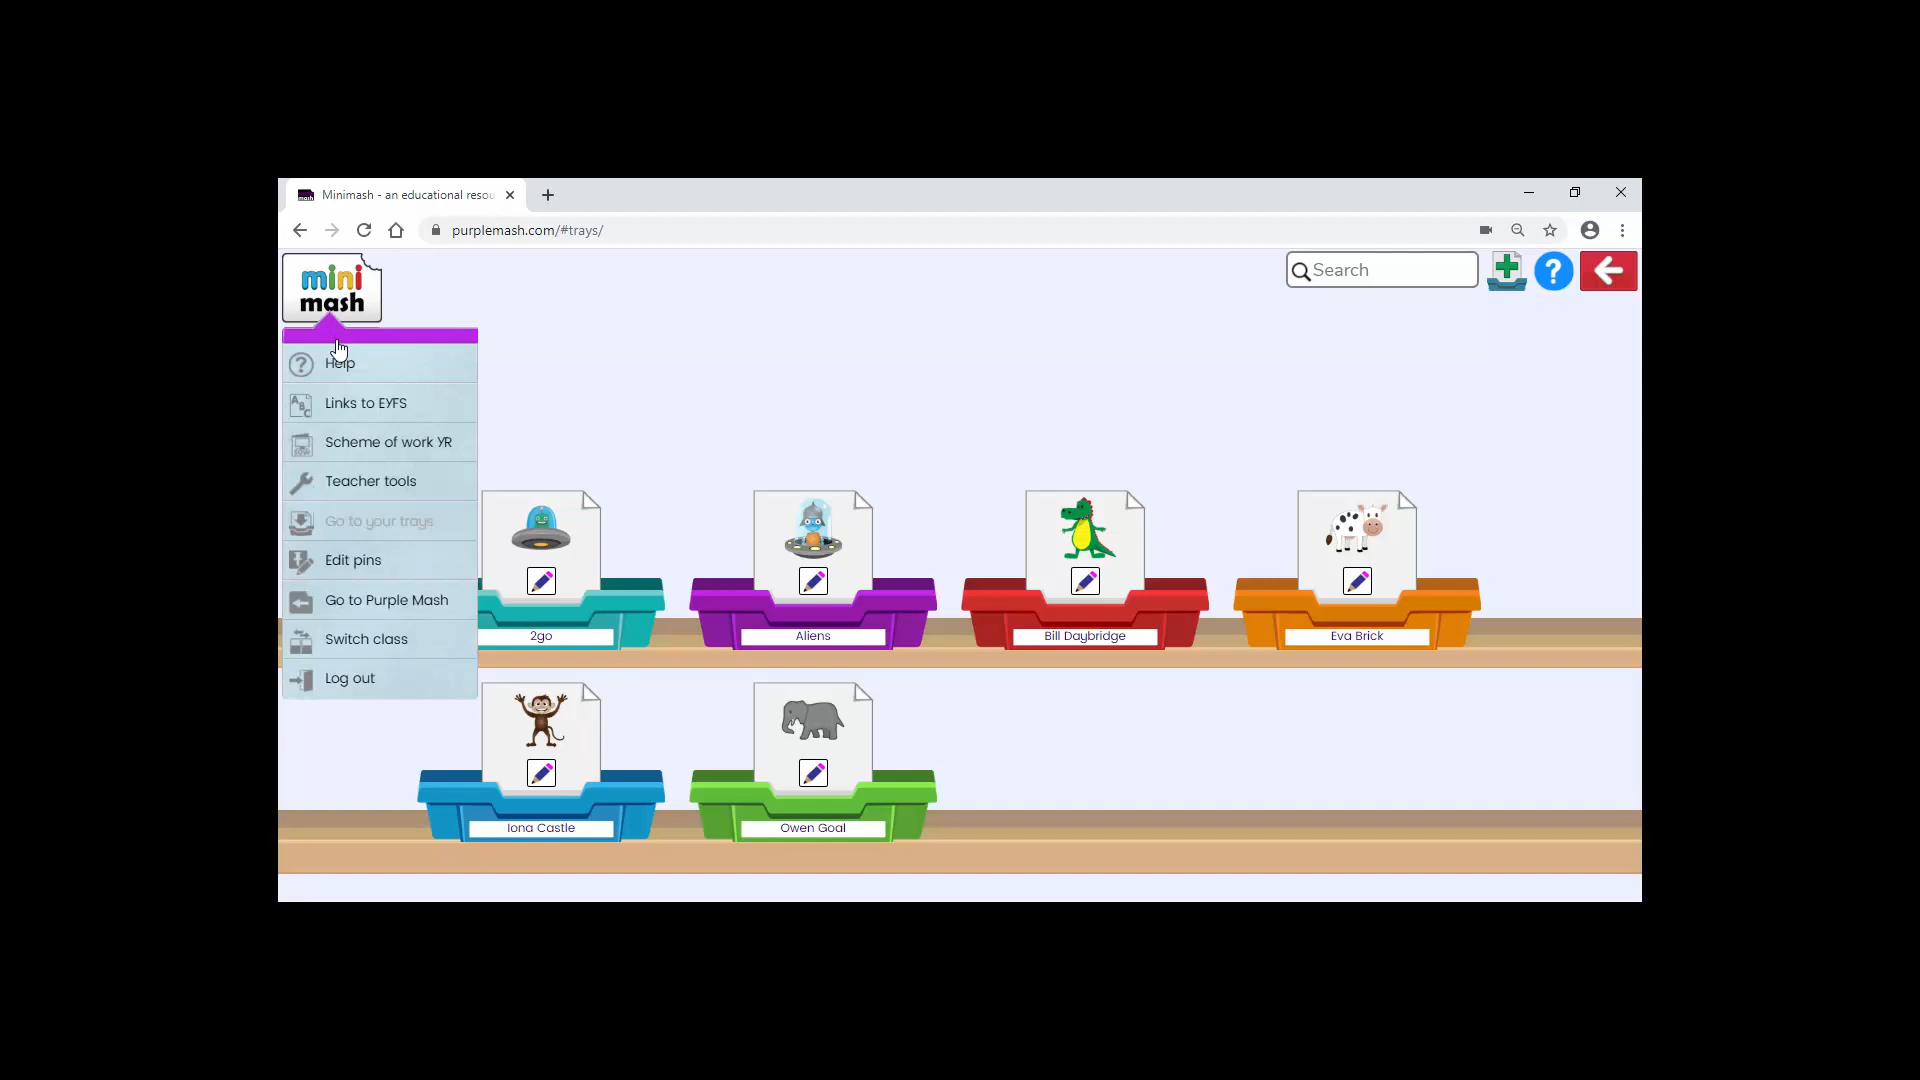 Minimash - an educational resou
purplemash.com/#trays/
mini
mash
Search
?
Help
Links to EYFS
Scheme of work YR
Teacher tools
Go to your trays
Edit pins
Go to Purple Mash
Switch class
Log out
2go
Aliens
Bill Daybridge
Eva Brick
Iona Castle
Owen Goal